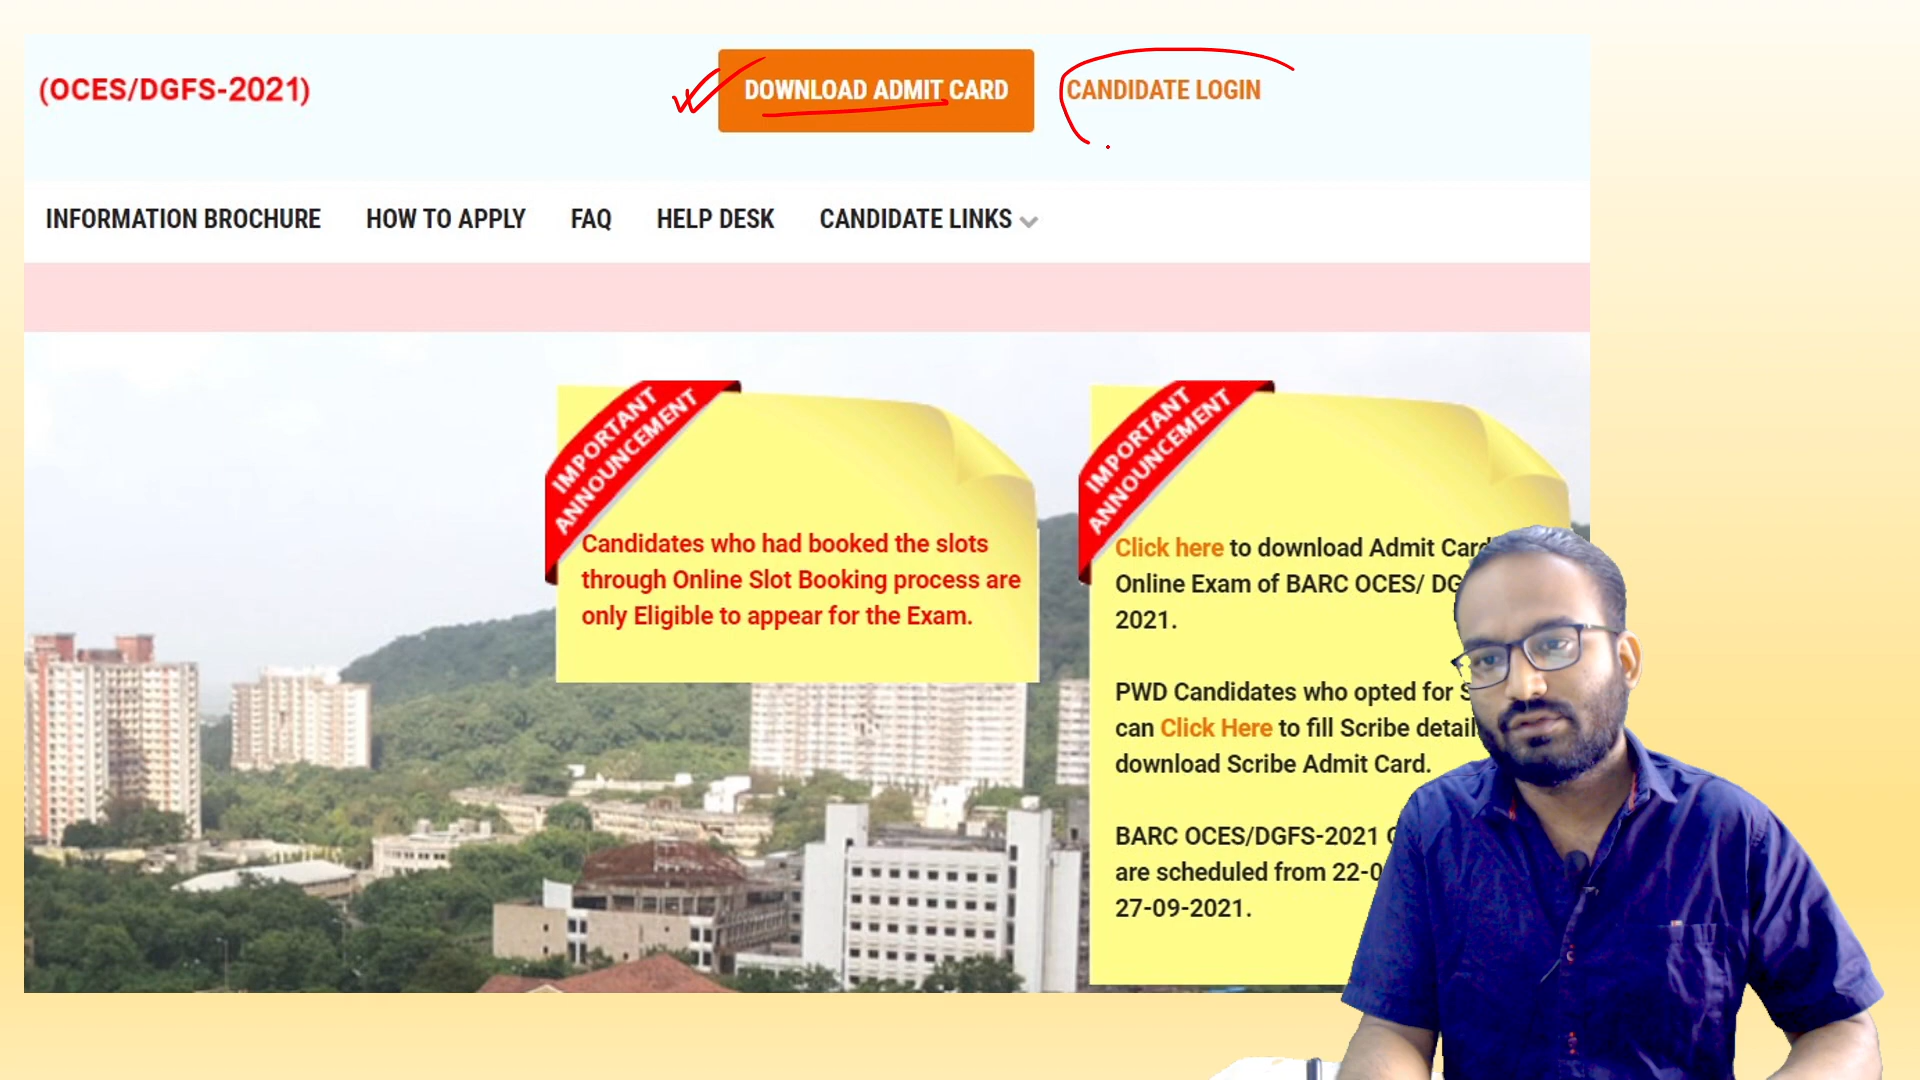 (OCES/DGFS-2021)
DOWNLOAD ADMIT CARD
CANDIDATE LOGIN
INFORMATION BROCHURE
HOW TO APPLY
FAQ
HELP DESK
CANDIDATE LINKS
IMPORTANT
ANNOUNCEMENT
Candidates who had booked the slots
through Online Slot Booking process are
only Eligible to appear for the Exam.
IMPORTANT
ANNOUNCEMENT
Click here to download Admit Card
Online Exam of BARC OCES/
2021.
PWD Candidates who opted for
can Click Here to fill Scribe
download Scribe Admit Card.
BARC OCES/DGFS-2021
are scheduled from
27-09-2021.